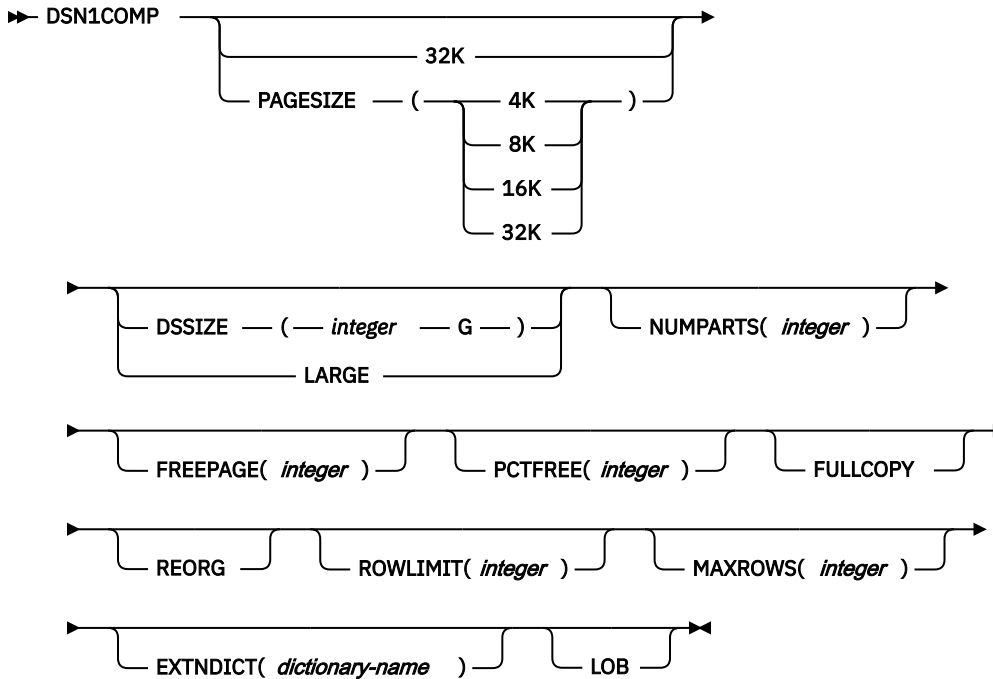 DSN1COMP
32K
PAGESIZE ( 4K )
8K
16K
32K
DSSIZE ( integer G ) NUMPARTS( integer )
LARGE
FREEPAGE( integer ) PCTFREE( integer ) FULLCOPY
REORG ROWLIMIT( integer ) MAXROWS( integer )
EXTNDICT( dictionary-name ) LOB